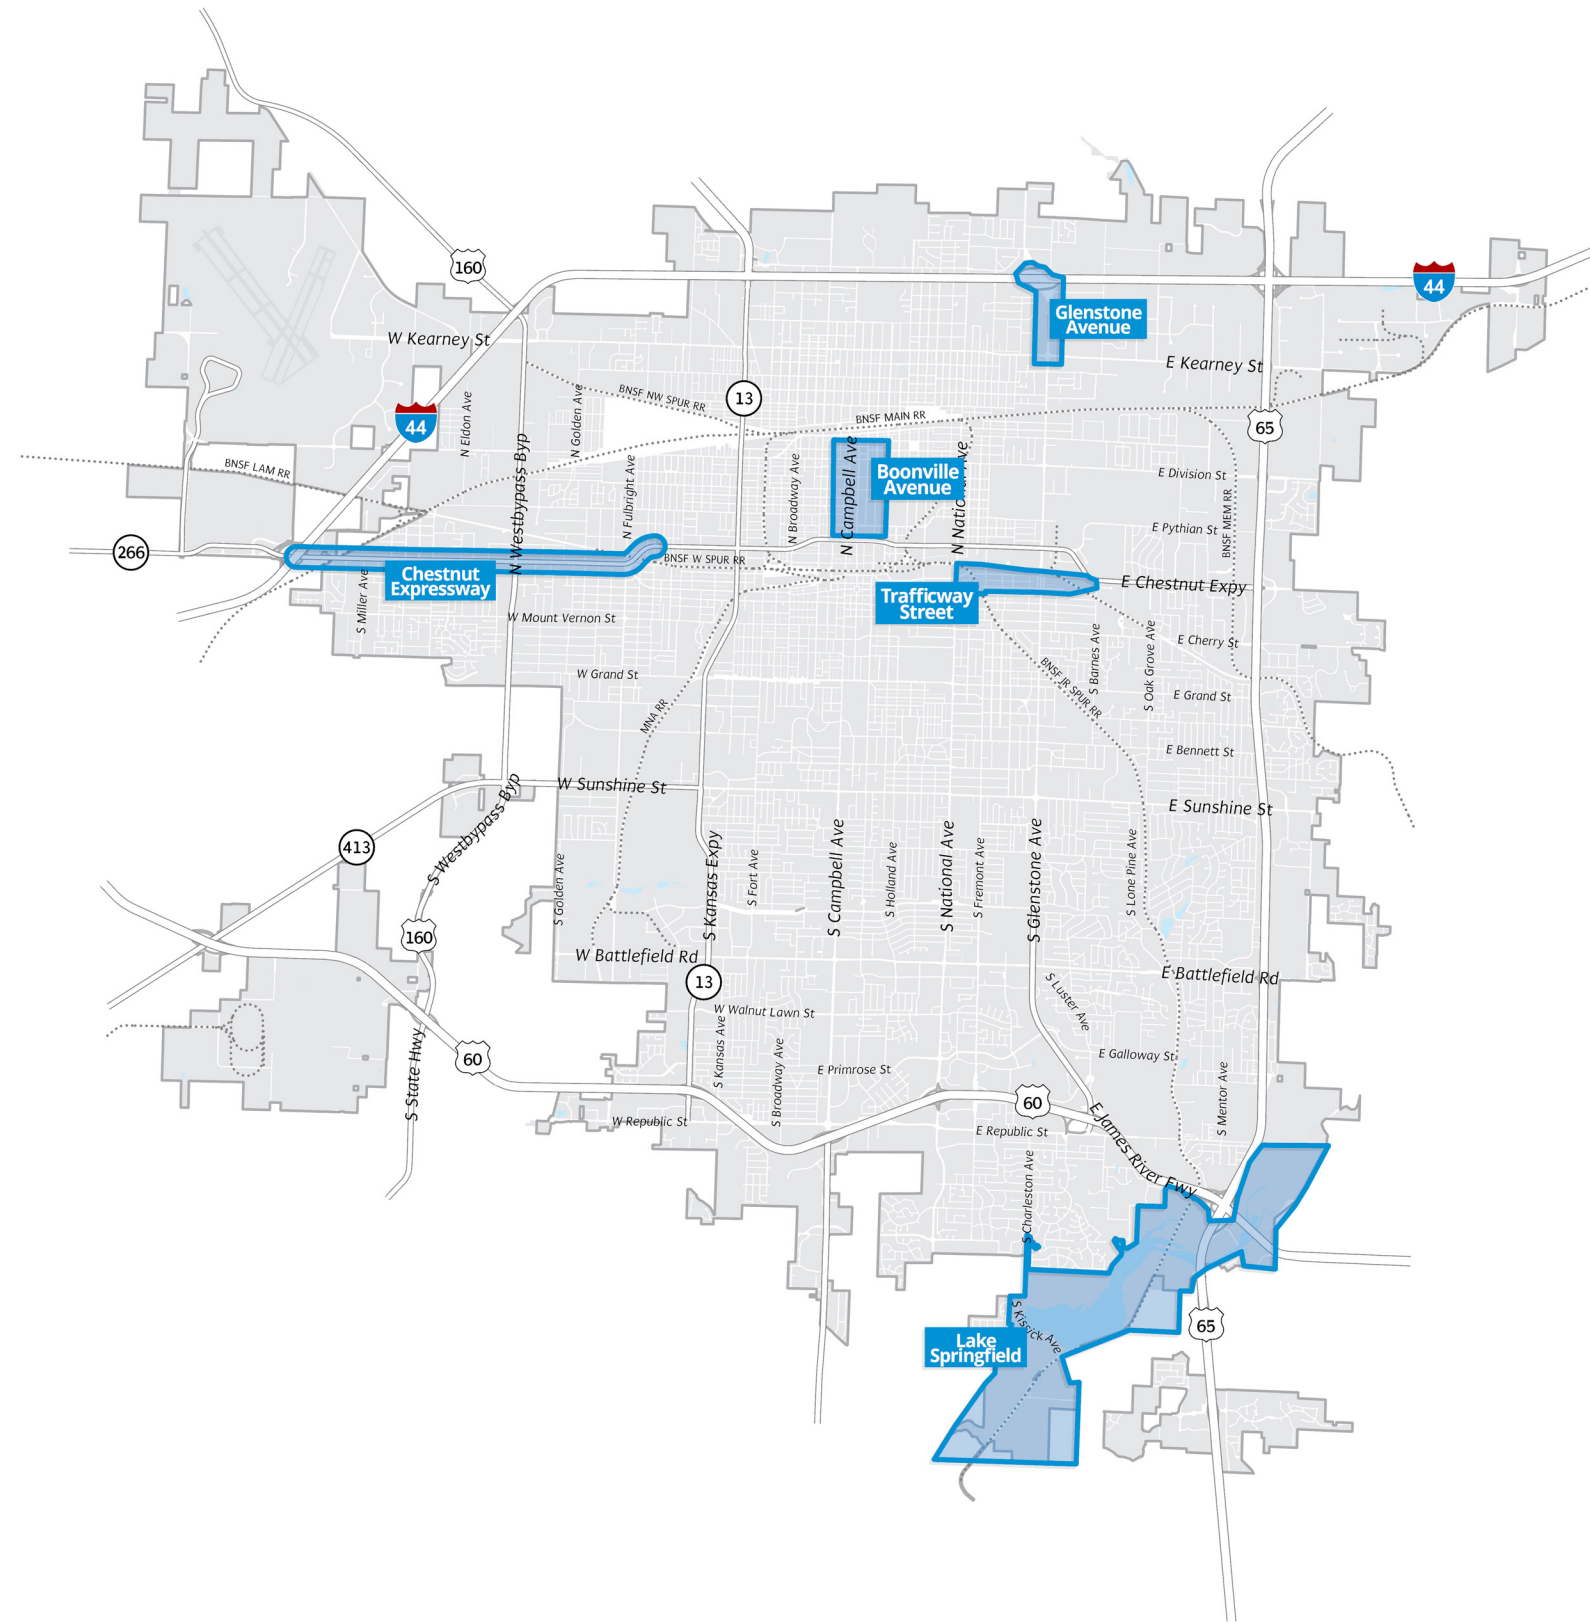 160
44
Glenstone
Avenue
W Kearney St
E Kearney St
BNSF NW SPUR RR
13
N Eldon Ave
N Golden Ave
44
BNSF MAIN RR
65
N Westbypass Byp
N Fulbright Ave
N Broadway Ave
N Campbell Ave
Boonville
Avenue
N National Ave
E Division St
BNSF LAM RR
BNSF MEM RR
E Pythian St
266
BNSF W SPUR RR
Chestnut
Expressway
E Chestnut Expy
S Miller Ave
Trafficway
Street
W Mount Vernon St
E Cherry St
S Barnes Ave
S Oak Grove Ave
W Grand St
BNSF JR SPUR RR
E Grand St
MNA RR
E Bennett St
W Sunshine St
E Sunshine St
S Westbypass Byp
413
S Golden Ave
S Kansas Expy
S Fort Ave
S Campbell Ave
S Holland Ave
S National Ave
S Fremont Ave
S Glenstone Ave
S Lone Pine Ave
160
W Battlefield Rd
E Battlefield Rd
13
W Walnut Lawn St
S Luster Ave
S State Hwy
60
S Kansas Ave
S Broadway Ave
E Primrose St
E Galloway St
S Mentor Ave
60
W Republic St
E Republic St
E James River Fwy
S Charleston Ave
S Kissick Ave
Lake
Springfield
65